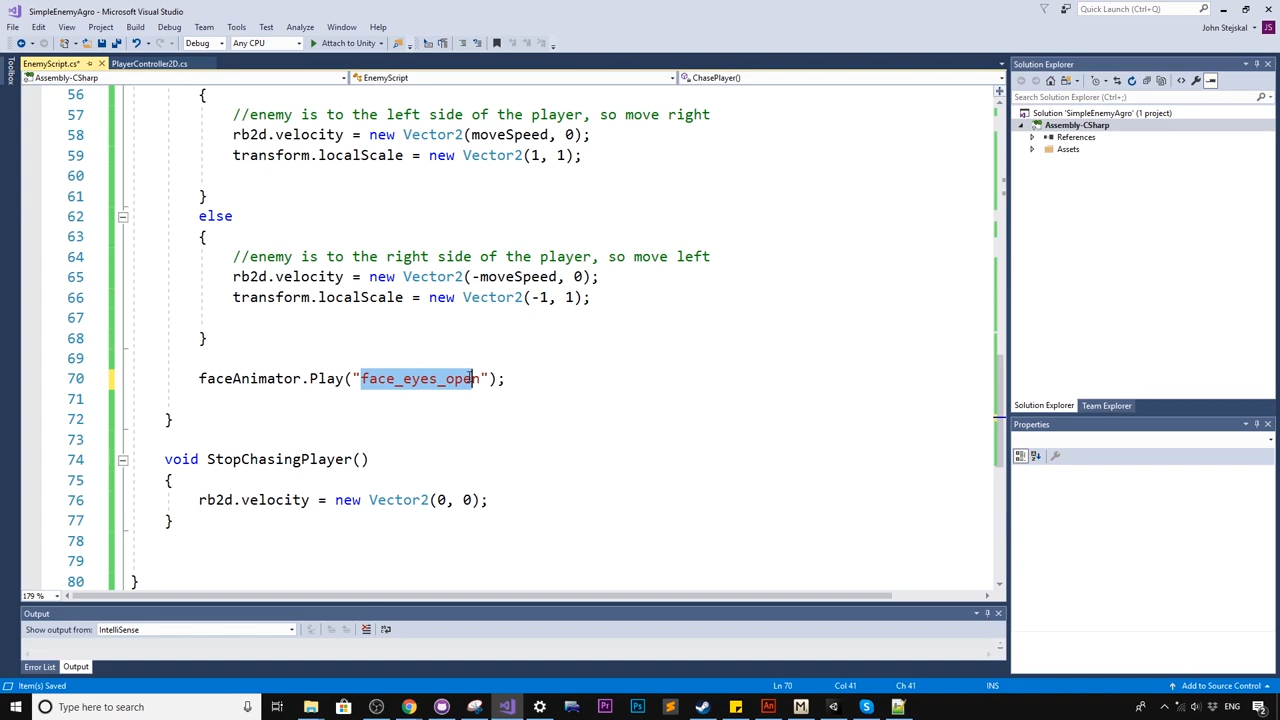 SimpleEnemyAgro - Microsoft Visual Studio
Quick Launch (Ctrl+Q)
File Edit View Project Build Debug Team Tools Test Analyze Window Help
John Stejskal JS
Debug Any CPU Attach to Unity
Toolbox
EnemyScript.cs* PlayerController2D.cs
Assembly-CSharp EnemyScript ChasePlayer()
56 {
57 //enemy is to the left side of the player, so move right
58 rb2d.velocity = new Vector2(moveSpeed, 0);
59 transform.localScale = new Vector2(1, 1);
60
61 }
62 else
63 {
64 //enemy is to the right side of the player, so move left
65 rb2d.velocity = new Vector2(-moveSpeed, 0);
66 transform.localScale = new Vector2(-1, 1);
67
68 }
69
70 faceAnimator.Play("face_eyes_open");
71
72 }
73
74 void StopChasingPlayer()
75 {
76 rb2d.velocity = new Vector2(0, 0);
77 }
78
79
80 }
179 %
Solution Explorer
Search Solution Explorer (Ctrl+;)
Solution 'SimpleEnemyAgro' (1 project)
Assembly-CSharp
References
Assets
Solution Explorer Team Explorer
Properties
Output
Show output from: IntelliSense
Error List Output
Item(s) Saved Ln 70 Col 41 Ch 41 INS Add to Source Control
Type here to search
ENG